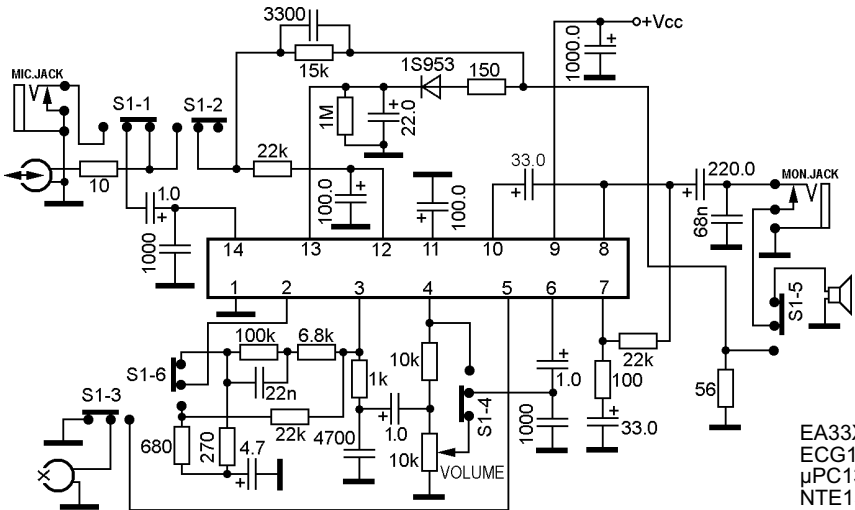 3300
+Vcc
1000.0
+
15k
1S953
150
MIC.JACK
S1-1
S1-2
1M
+
22.0
10
22k
33.0
+
220.0
+
MON.JACK
1.0
+
100.0
+
100.0
+
68n
1000
14 13 12 11 10 9 8
1 2 3 4 5 6 7
S1-5
100k
6.8k
S1-6
22n
1k
10k
+
1.0
22k
100
56
S1-3
22k
S1-4
1000
+
33.0
680
270
4.7
+
4700
+
1.0
10k
VOLUME
X
EA33X
ECG1
µPC13
NTE1